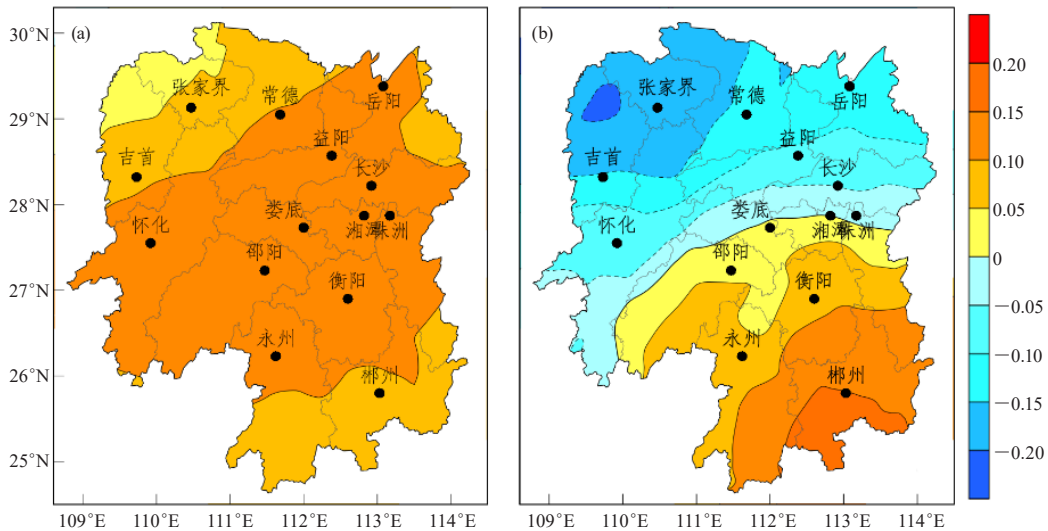 (a)
30°N
29°N
28°N
27°N
26°N
25°N
109°E
110°E
111°E
112°E
113°E
114°E
张家界
常德
岳阳
益阳
吉首
长沙
怀化
娄底
湘潭
株洲
邵阳
衡阳
永州
郴州
(b)
109°E
110°E
111°E
112°E
113°E
114°E
张家界
常德
岳阳
益阳
吉首
长沙
怀化
娄底
湘潭
株洲
邵阳
衡阳
永州
郴州
0.20
0.15
0.10
0.05
0
−0.05
−0.10
−0.15
−0.20